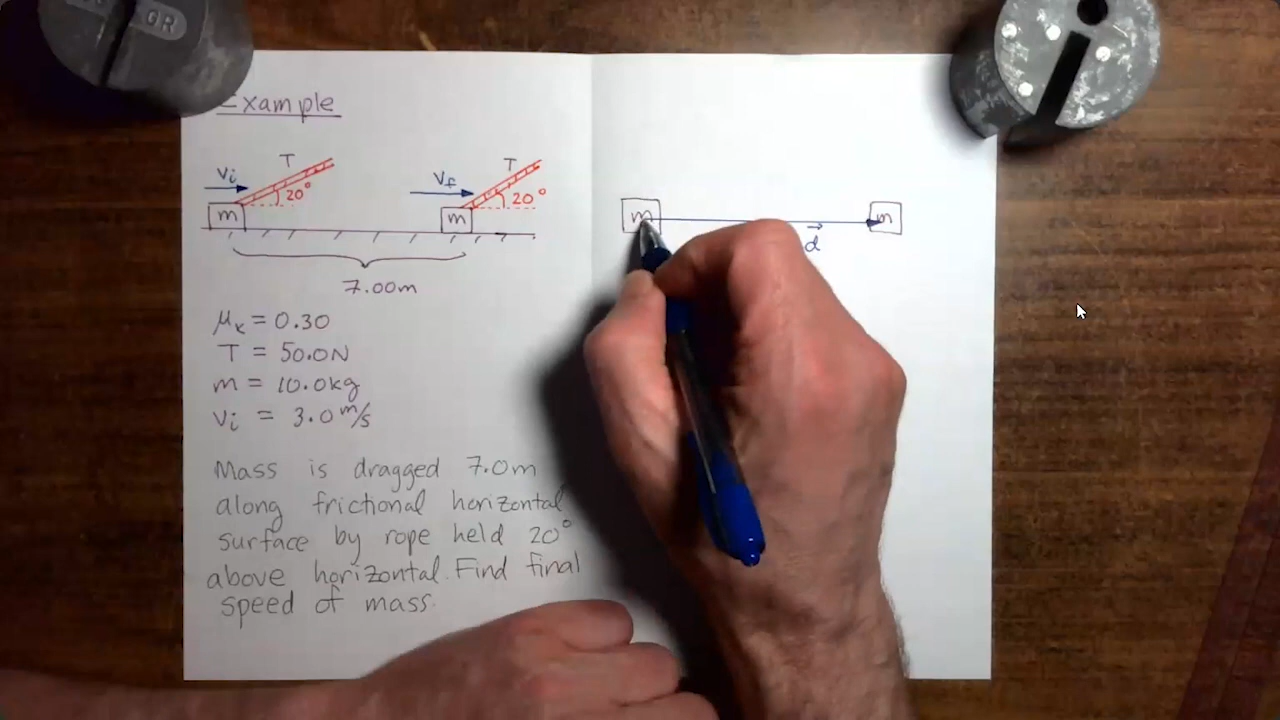 GR
Example
T
T
Vi
20°
Vf
20°
m
m
7.00m
μk = 0.30
T = 50.0N
m = 10.0kg
Vi = 3.0 m/s
Mass is dragged 7.0m
along frictional horizontal
surface by rope held 20°
above horizontal. Find final
speed of mass.
m
m
d